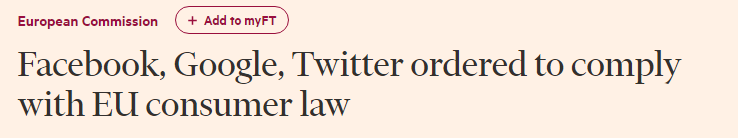 European Commission + Add to myFT
Facebook, Google, Twitter ordered to comply
with EU consumer law